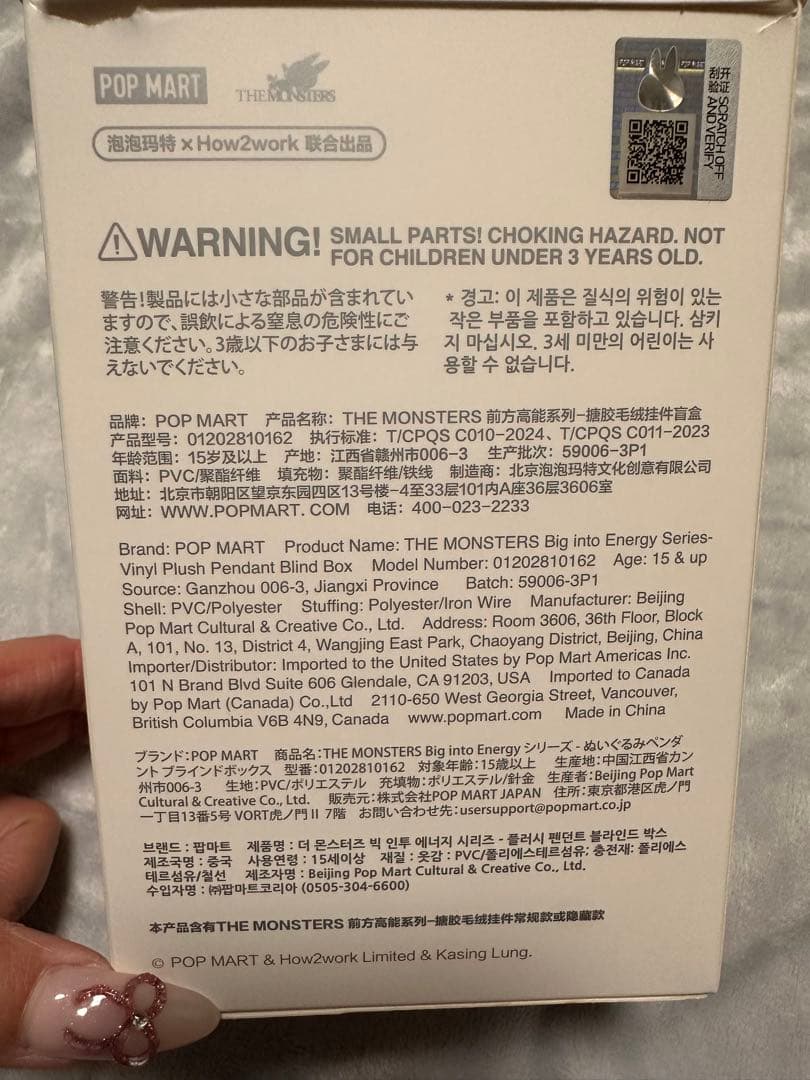 POP MART
THE MONSTERS
泡泡玛特 × How2work 联合出品
POP MART
刮开验证
SCRATCH OFF
AND VERIFY
WARNING! SMALL PARTS! CHOKING HAZARD. NOT
FOR CHILDREN UNDER 3 YEARS OLD.
警告!製品には小さな部品が含まれてい
ますので、誤飲による窒息の危険性にご
注意ください。3歳以下のお子さまには与
えないでください。
* 경고: 이 제품은 질식의 위험이 있는
작은 부품을 포함하고 있습니다. 삼키
지 마십시오. 3세 미만의 어린이는 사
용할 수 없습니다.
品牌: POP MART 产品名称: THE MONSTERS 前方高能系列-搪胶毛绒挂件盲盒
产品型号: 01202810162 执行标准: T/CPQS C010-2024、T/CPQS C011-2023
年龄范围: 15岁及以上 产地: 江西省赣州市006-3 生产批次: 59006-3P1
面料: PVC/聚酯纤维 填充物: 聚酯纤维/铁线 制造商: 北京泡泡玛特文化创意有限公司
地址: 北京市朝阳区望京东园四区13号楼-4至33层101内A座36层3606室
网址: WWW.POPMART.COM 电话: 400-023-2233
Brand: POP MART Product Name: THE MONSTERS Big into Energy Series-
Vinyl Plush Pendant Blind Box Model Number: 01202810162 Age: 15 & up
Source: Ganzhou 006-3, Jiangxi Province Batch: 59006-3P1
Shell: PVC/Polyester Stuffing: Polyester/Iron Wire Manufacturer: Beijing
Pop Mart Cultural & Creative Co., Ltd. Address: Room 3606, 36th Floor, Block
A, 101, No. 13, District 4, Wangjing East Park, Chaoyang District, Beijing, China
Importer/Distributor: Imported to the United States by Pop Mart Americas Inc.
101 N Brand Blvd Suite 606 Glendale, CA 91203, USA Imported to Canada
by Pop Mart (Canada) Co.,Ltd 2110-650 West Georgia Street, Vancouver,
British Columbia V6B 4N9, Canada www.popmart.com Made in China
ブランド:POP MART 商品名:THE MONSTERS Big into Energy シリーズ - ぬいぐるみペンダ
ント ブラインドボックス 型番:01202810162 対象年齢:15歳以上 生産地:中国江西省カン
州市006-3 生地:PVC/ポリエステル 充填物:ポリエステル/針金 生産者:Beijing Pop Mart
Cultural & Creative Co., Ltd. 販売元:株式会社POP MART JAPAN 住所:東京都港区虎ノ門
一丁目13番5号 VORT虎ノ門Ⅱ 7階 お問い合わせ先:usersupport@popmart.co.jp
브랜드 : 팝마트 제품명 : 더 몬스터즈 빅 인투 에너지 시리즈 - 플러시 펜던트 블라인드 박스
제조국명 : 중국 사용연령 : 15세이상 재질 : 옷감 : PVC/폴리에스테르섬유; 충전재: 폴리에스
테르섬유/철선 제조자명 : Beijing Pop Mart Cultural & Creative Co., Ltd.
수입자명 : ㈜팝마트코리아 (0505-304-6600)
本产品含有THE MONSTERS 前方高能系列-搪胶毛绒挂件常规款或隐藏款
© POP MART & How2work Limited & Kasing Lung.